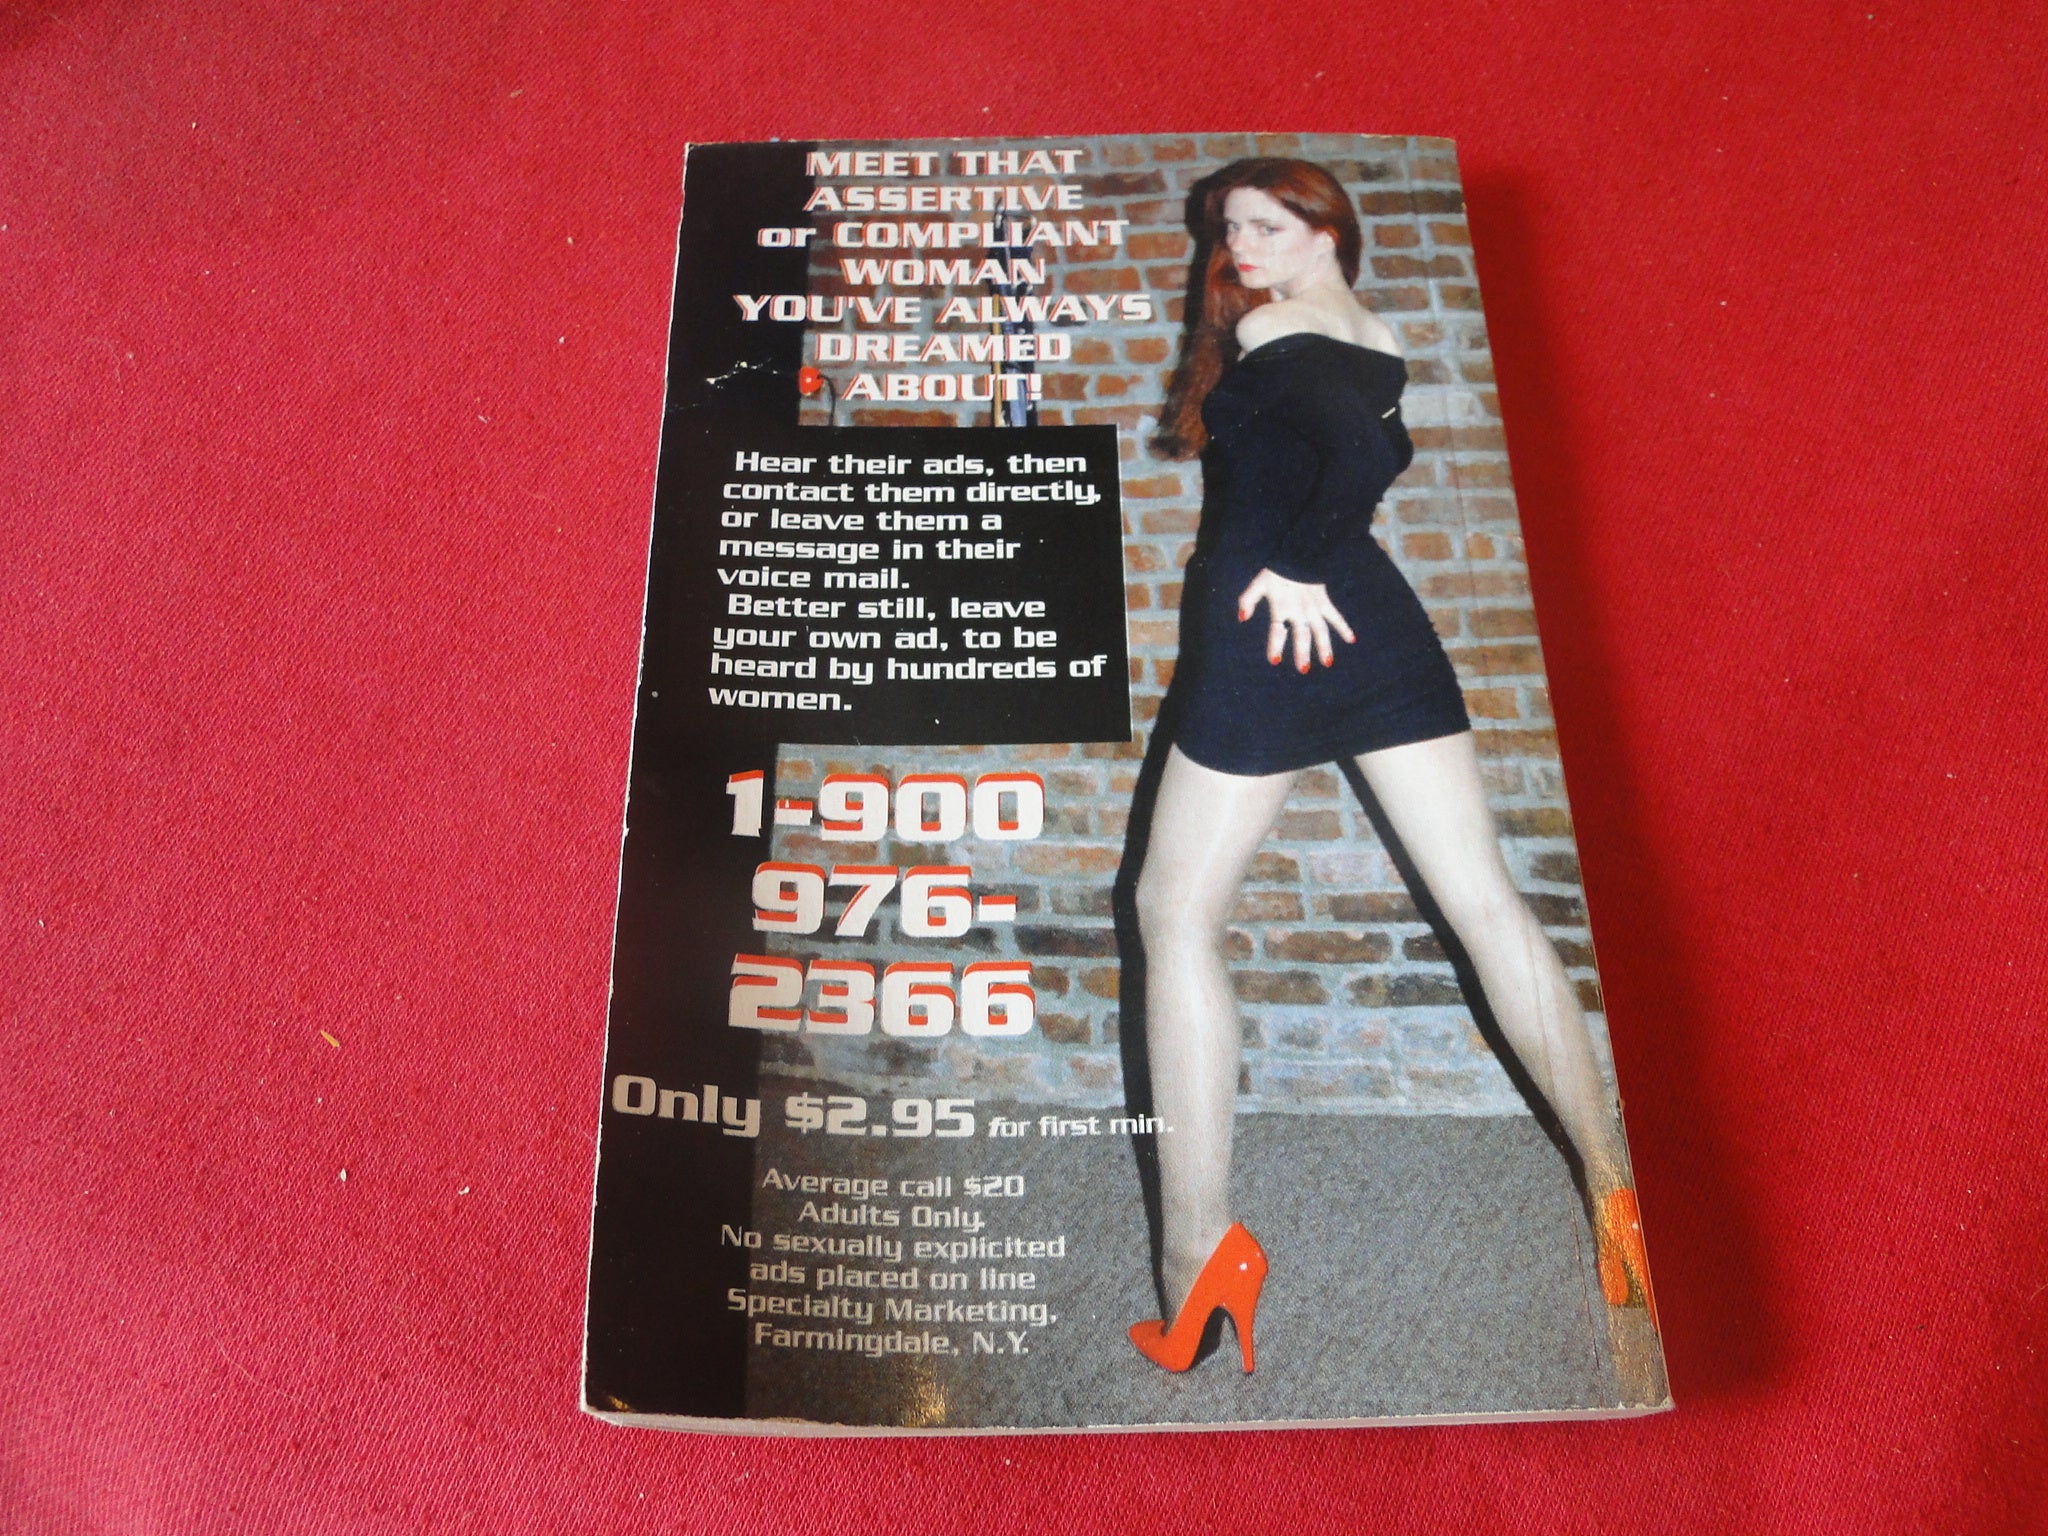 MEET THAT
ASSERTIVE
or COMPLIANT
WOMAN
YOU'VE ALWAYS
DREAMED
ABOUT!
Hear their ads, then
contact them directly,
or leave them a
message in their
voice mail.
Better still, leave
your own ad, to be
heard by hundreds of
women.
1-900
976-
2366
Only $2.95 for first min.
Average call $20
Adults Only.
No sexually explicited
ads placed on line
Specialty Marketing,
Farmingdale, N.Y.